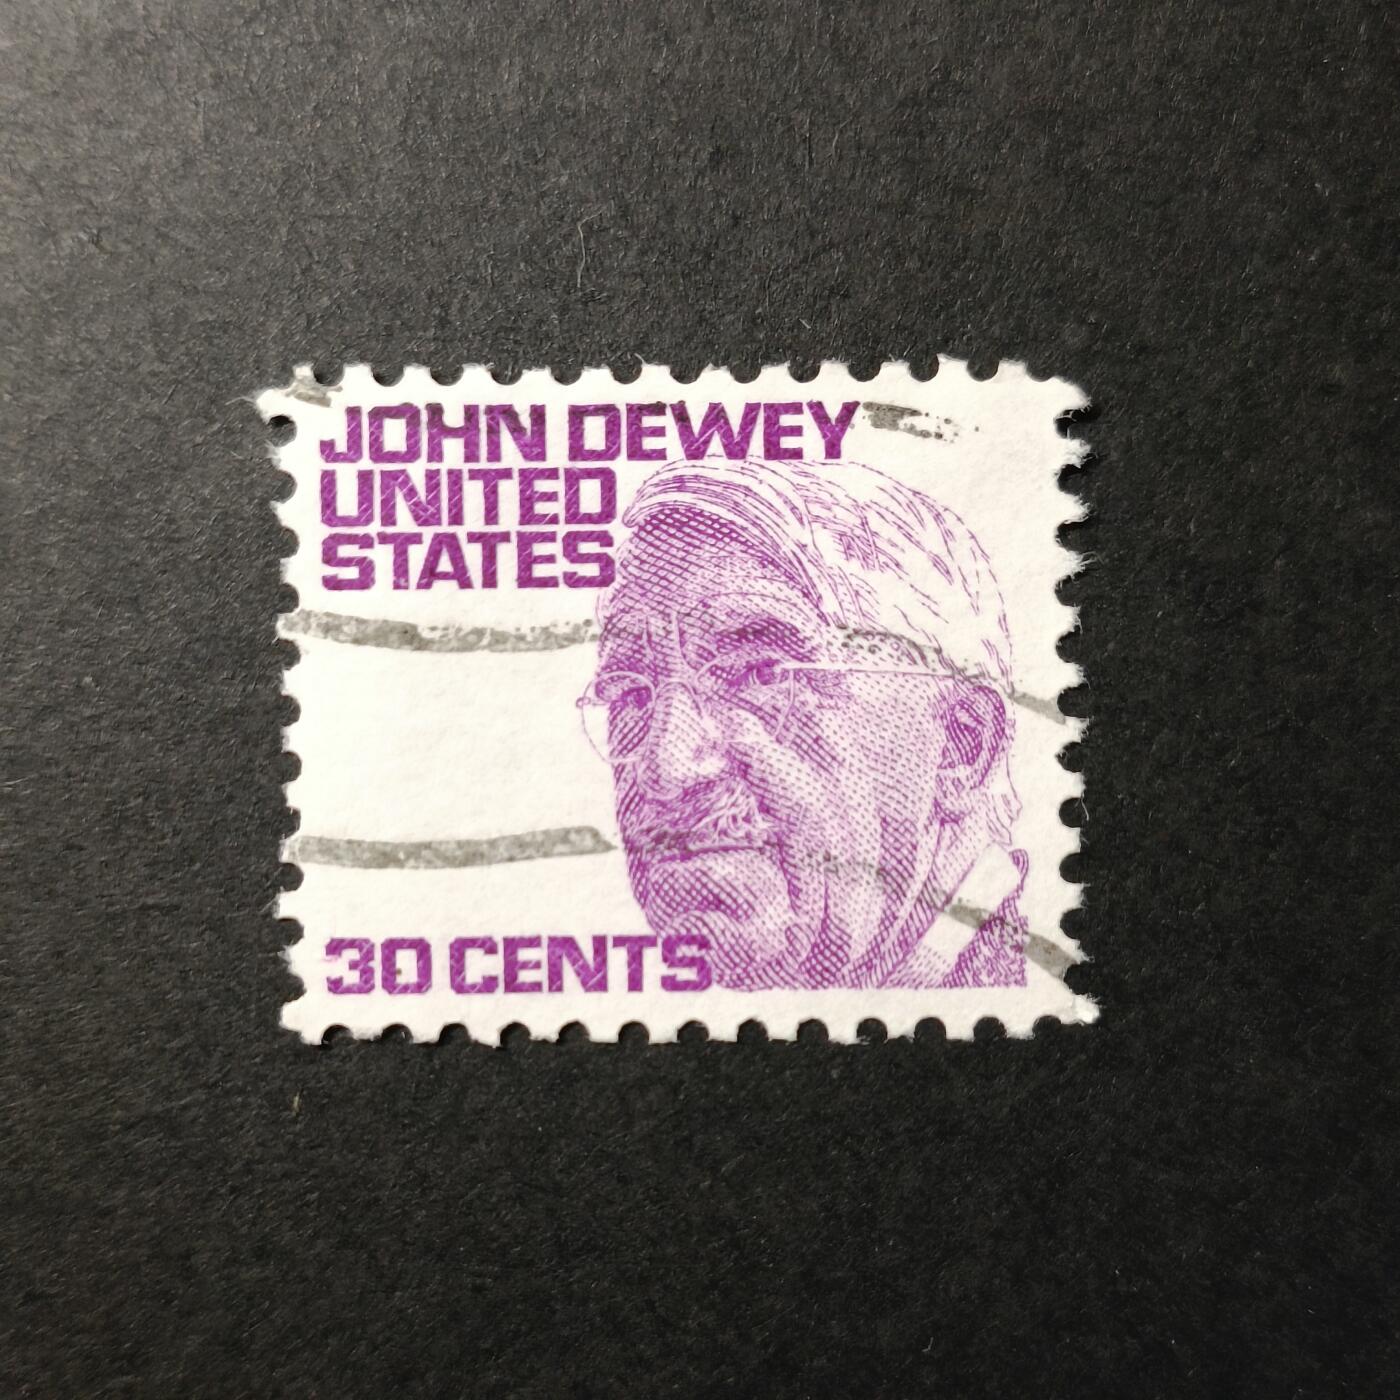 JOHN DEWEY
UNITED
STATES
30 CENTS